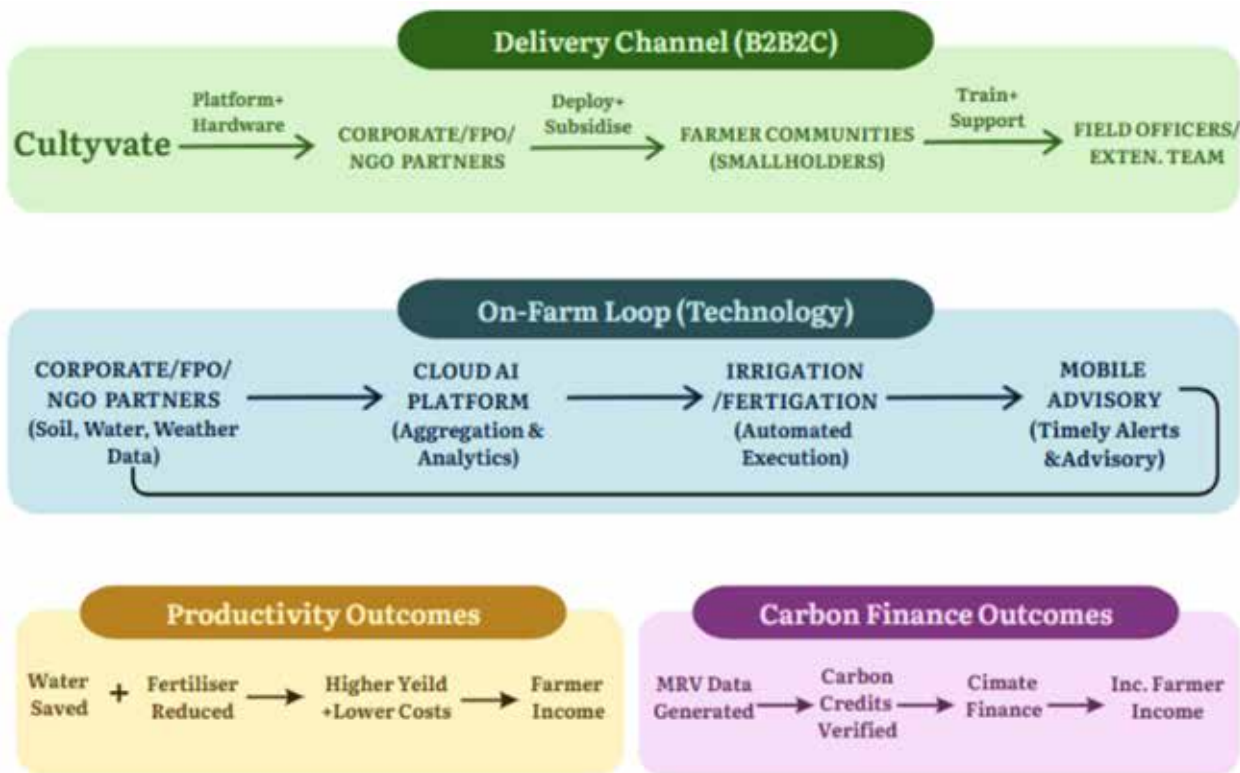 Delivery Channel (B2B2C)
Cultyvate
Platform+
Hardware
CORPORATE/FPO/
NGO PARTNERS
Deploy+
Subsidise
FARMER COMMUNITIES
(SMALLHOLDERS)
Train+
Support
FIELD OFFICERS/
EXTEN. TEAM
On-Farm Loop (Technology)
CORPORATE/FPO/
NGO PARTNERS
(Soil, Water, Weather
Data)
CLOUD AI
PLATFORM
(Aggregation &
Analytics)
IRRIGATION
/FERTIGATION
(Automated
Execution)
MOBILE
ADVISORY
(Timely Alerts
&Advisory)
Productivity Outcomes
Water
Saved
+
Fertiliser
Reduced
Higher Yeild
+Lower Costs
Farmer
Income
Carbon Finance Outcomes
MRV Data
Generated
Carbon
Credits
Verified
Cimate
Finance
Inc. Farmer
Income